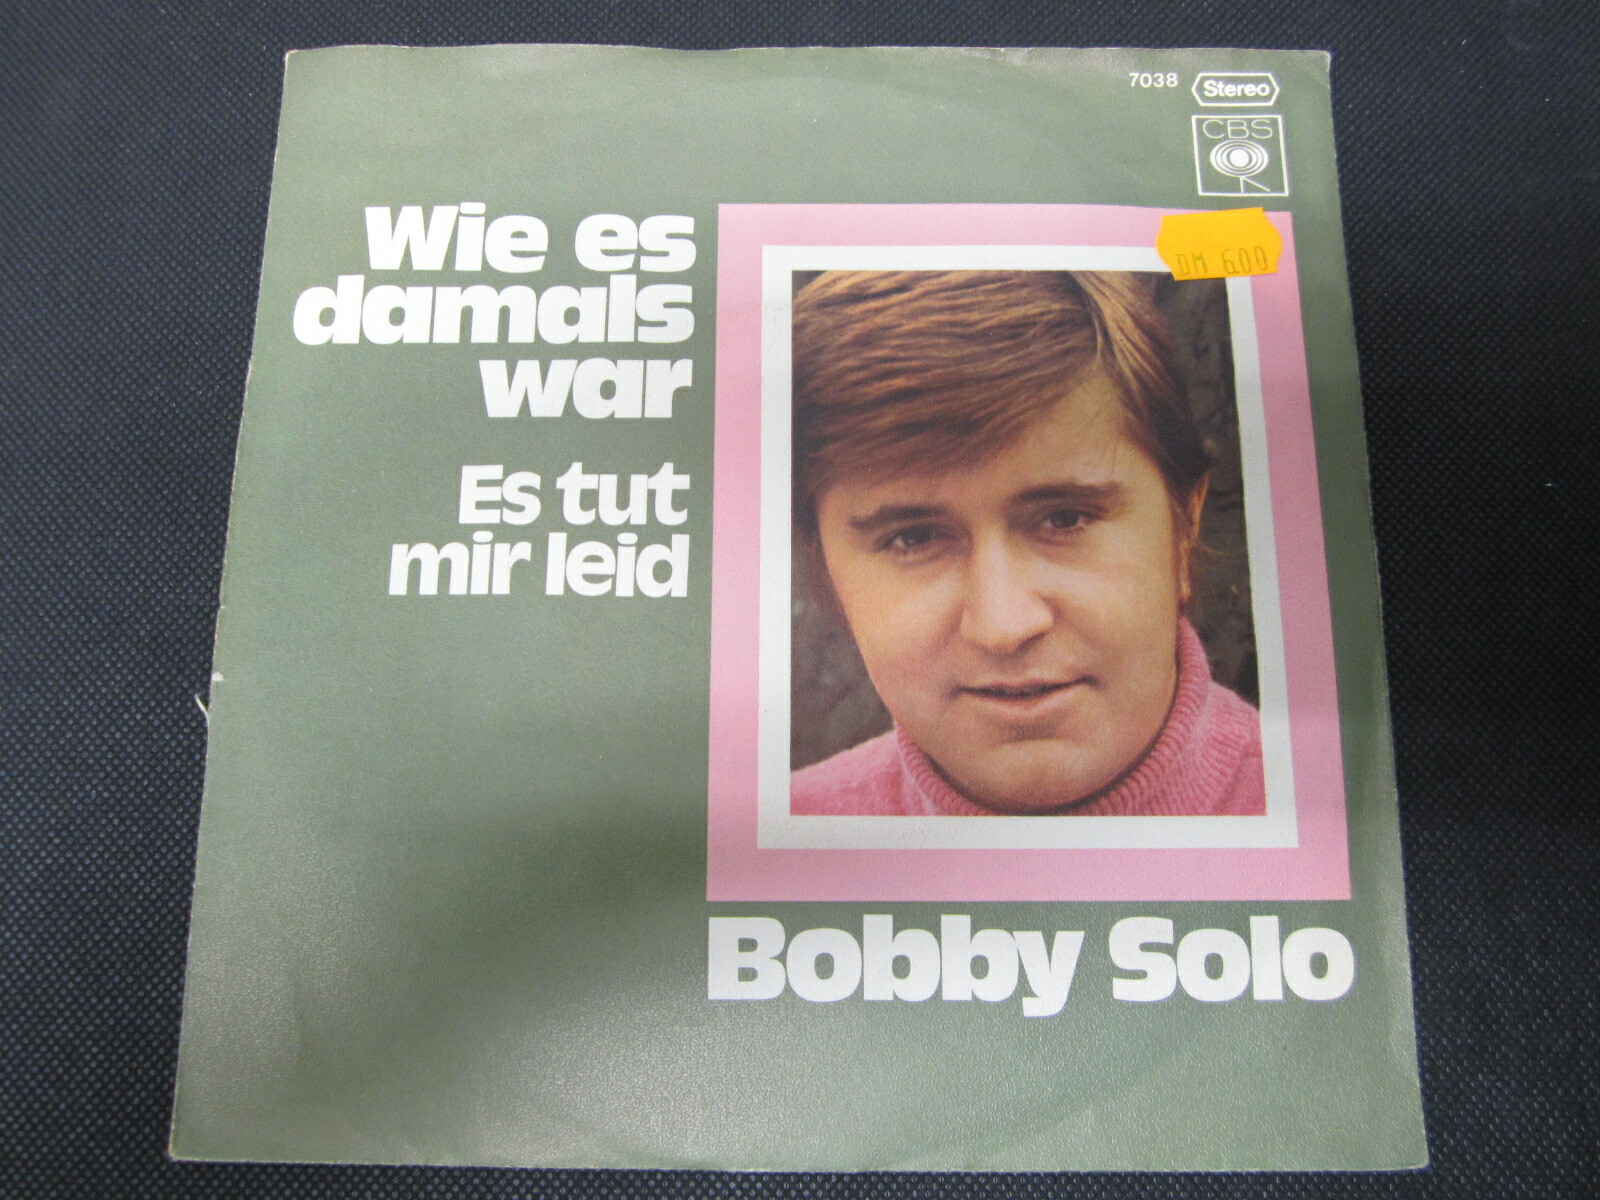 7038
Stereo
CBS
DM 6.00
Wie es
damals
war
Es tut
mir leid
Bobby Solo